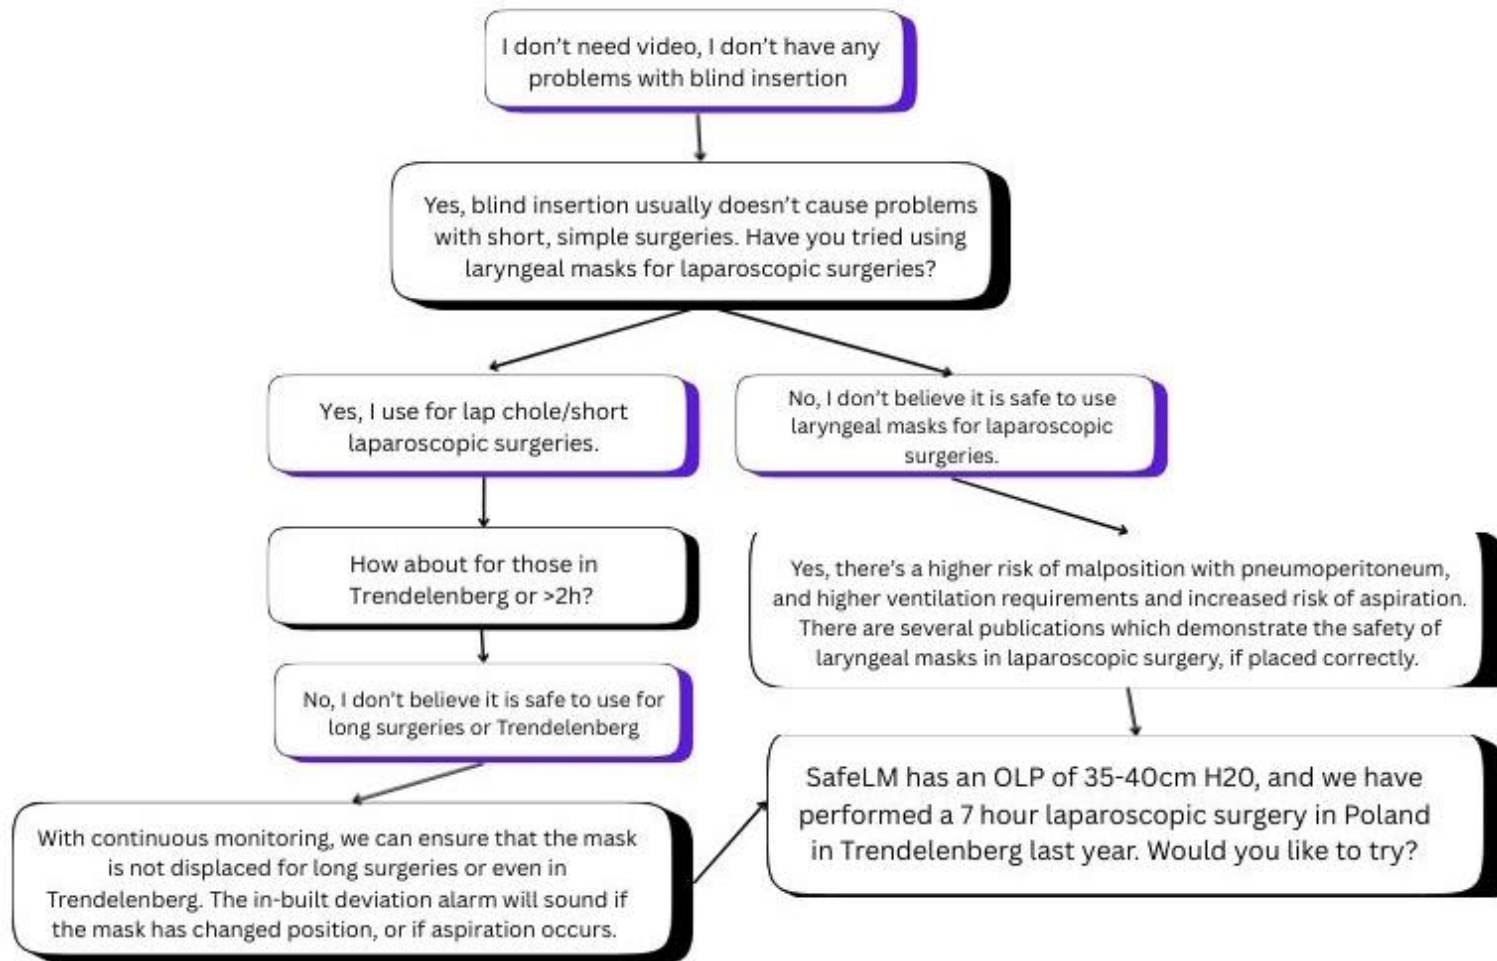 I don't need video, I don't have any
problems with blind insertion
Yes, blind insertion usually doesn't cause problems
with short, simple surgeries. Have you tried using
laryngeal masks for laparoscopic surgeries?
Yes, I use for lap chole/short
laparoscopic surgeries.
No, I don't believe it is safe to use
laryngeal masks for laparoscopic
surgeries.
How about for those in
Trendelenberg or >2h?
Yes, there's a higher risk of malposition with pneumoperitoneum,
and higher ventilation requirements and increased risk of aspiration.
There are several publications which demonstrate the safety of
laryngeal masks in laparoscopic surgery, if placed correctly.
No, I don't believe it is safe to use for
long surgeries or Trendelenberg
With continuous monitoring, we can ensure that the mask
is not displaced for long surgeries or even in
Trendelenberg. The in-built deviation alarm will sound if
the mask has changed position, or if aspiration occurs.
SafeLM has an OLP of 35-40cm H20, and we have
performed a 7 hour laparoscopic surgery in Poland
in Trendelenberg last year. Would you like to try?